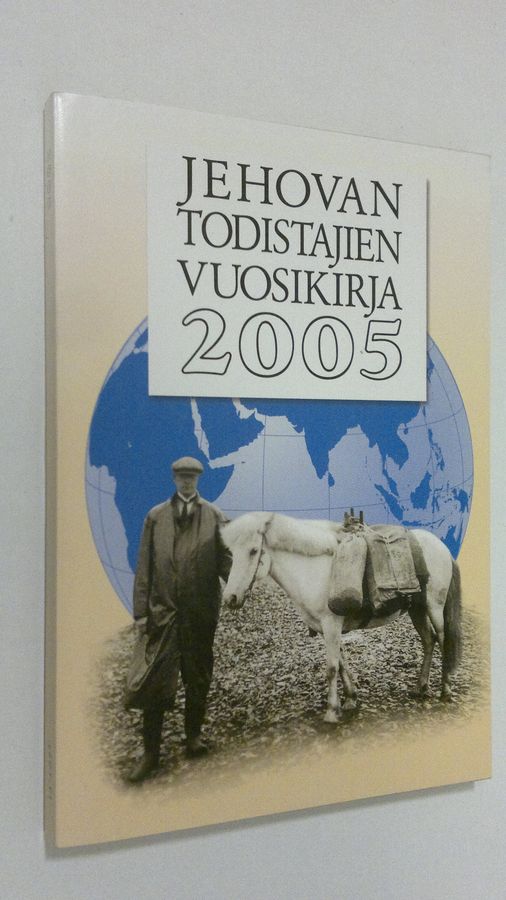 JEHOVAN
TODISTAJIEN
VUOSIKIRJA
2005